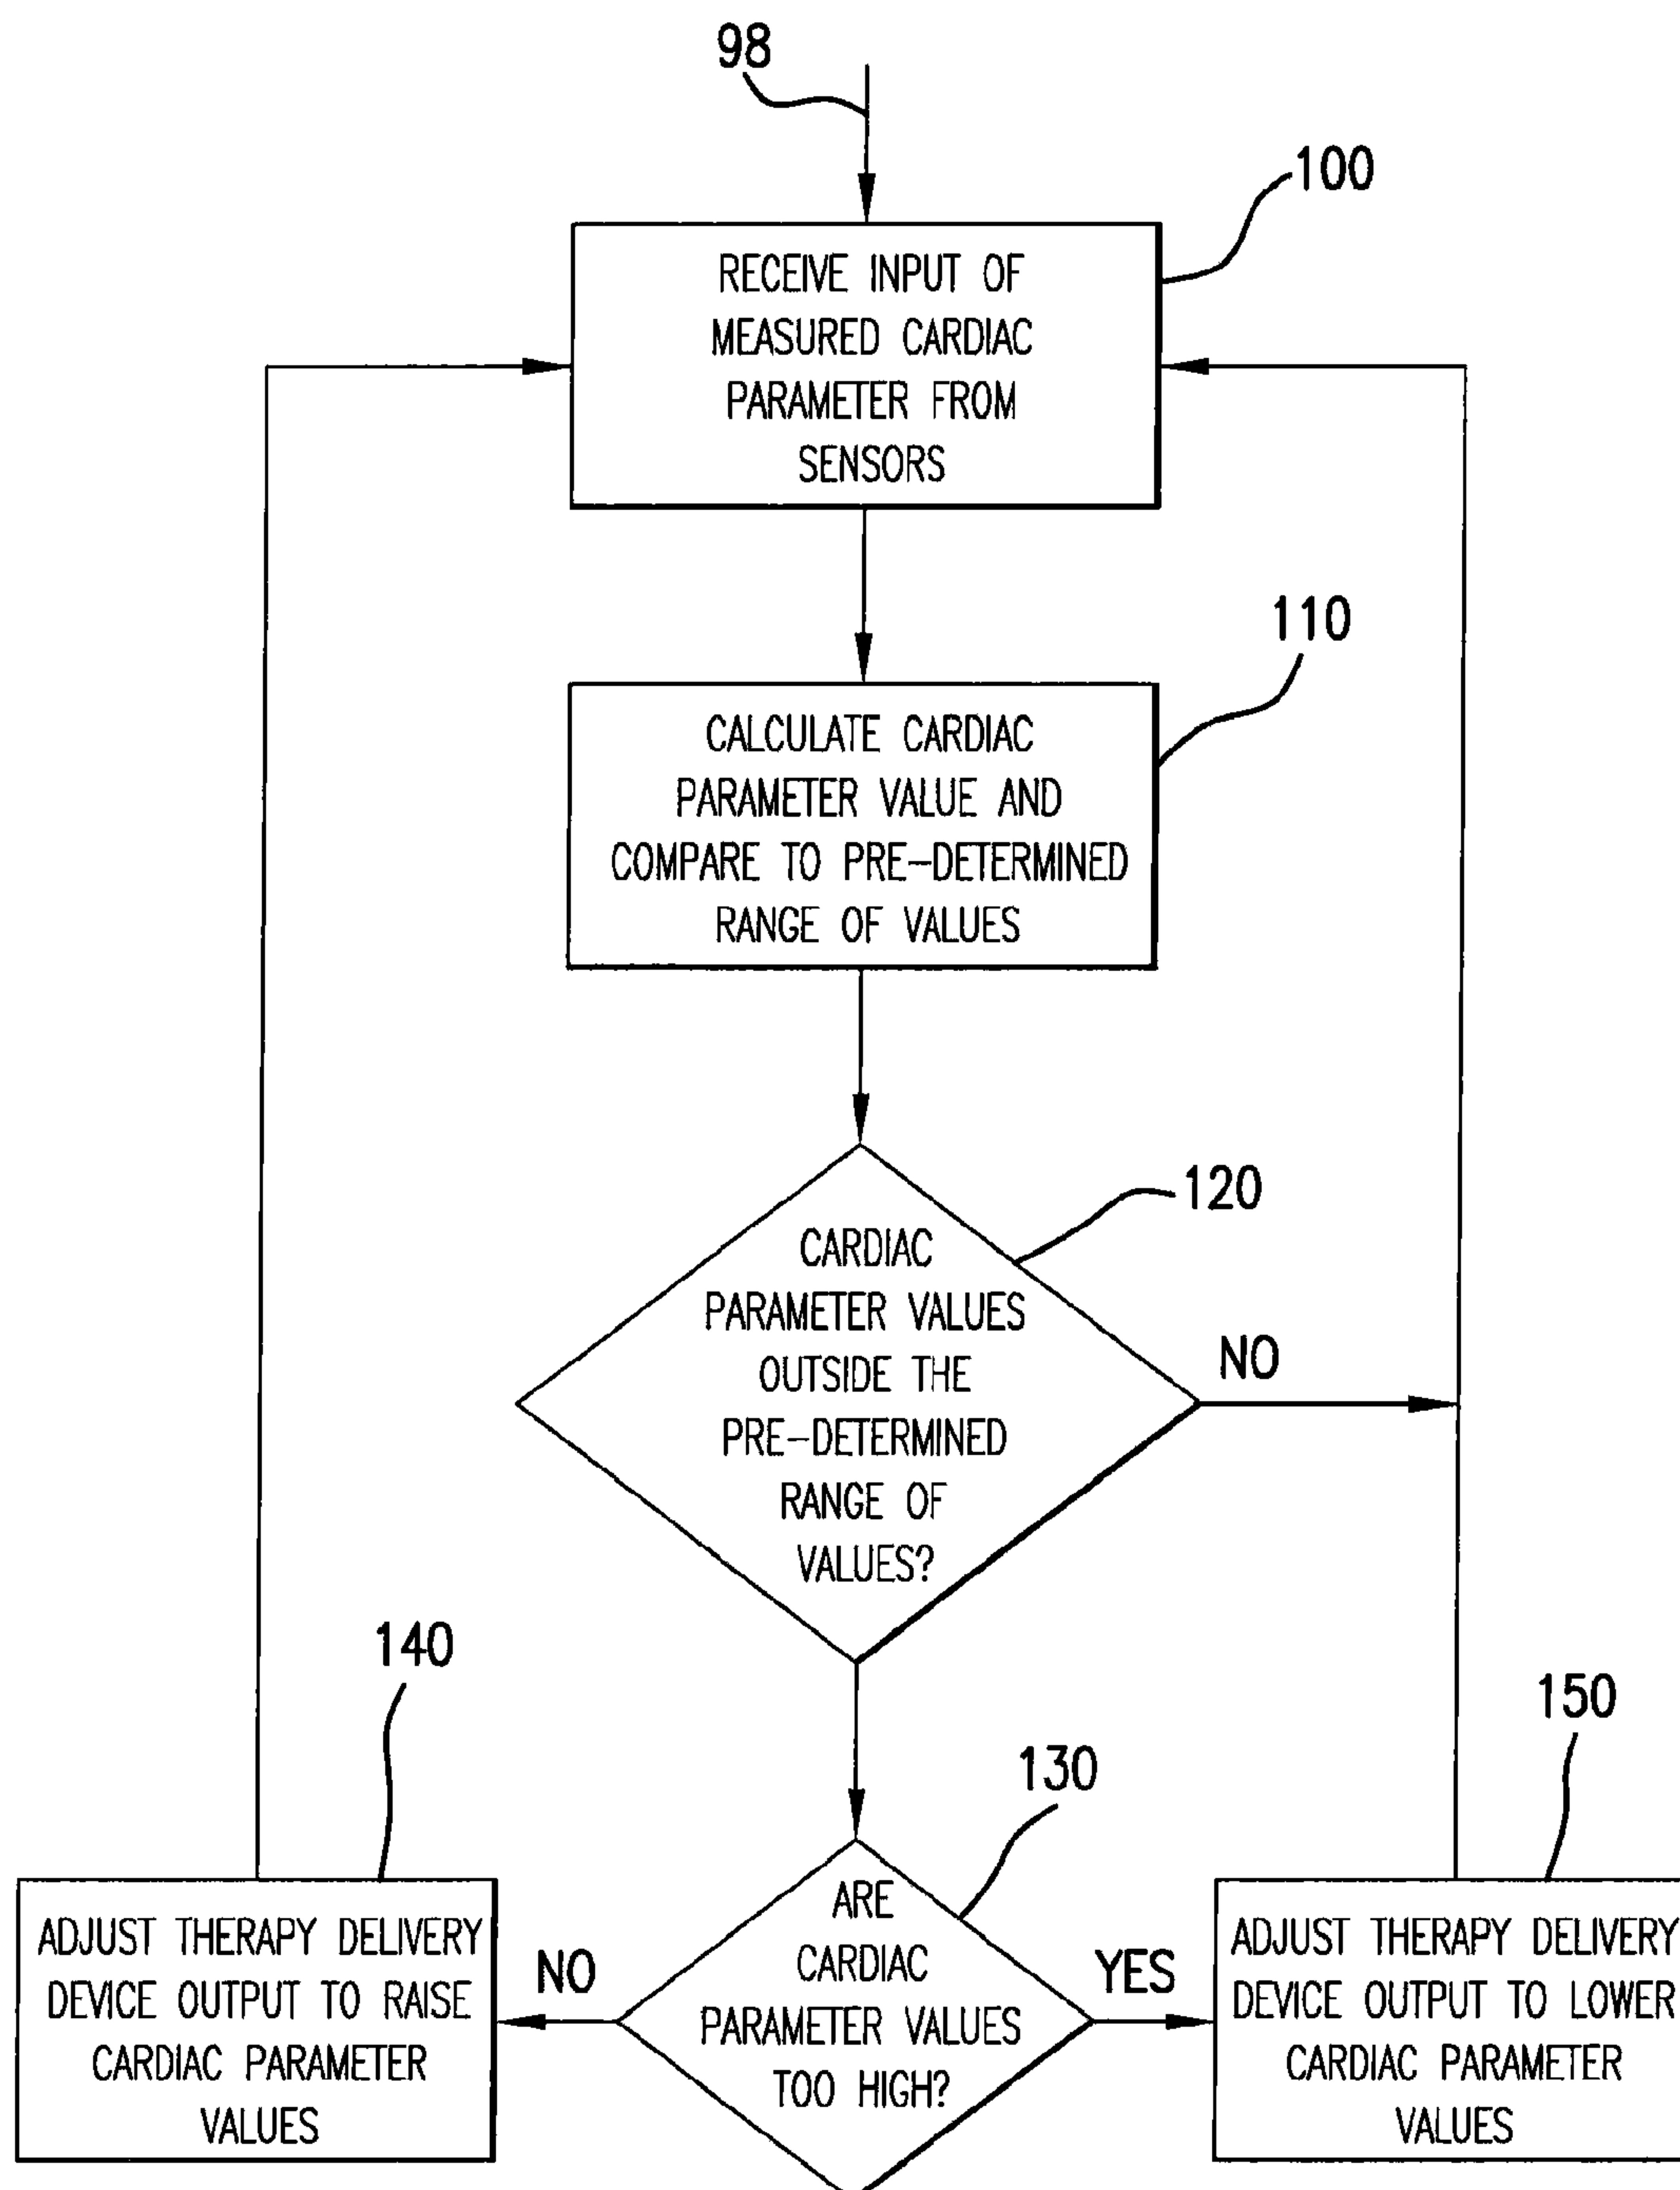 98
100
RECEIVE INPUT OF
MEASURED CARDIAC
PARAMETER FROM
SENSORS
110
CALCULATE CARDIAC
PARAMETER VALUE AND
COMPARE TO PRE-DETERMINED
RANGE OF VALUES
120
CARDIAC
PARAMETER VALUES
OUTSIDE THE
PRE-DETERMINED
RANGE OF
VALUES?
NO
140
ADJUST THERAPY DELIVERY
DEVICE OUTPUT TO RAISE
CARDIAC PARAMETER
VALUES
NO
130
ARE
CARDIAC
PARAMETER VALUES
TOO HIGH?
YES
150
ADJUST THERAPY DELIVERY
DEVICE OUTPUT TO LOWER
CARDIAC PARAMETER
VALUES